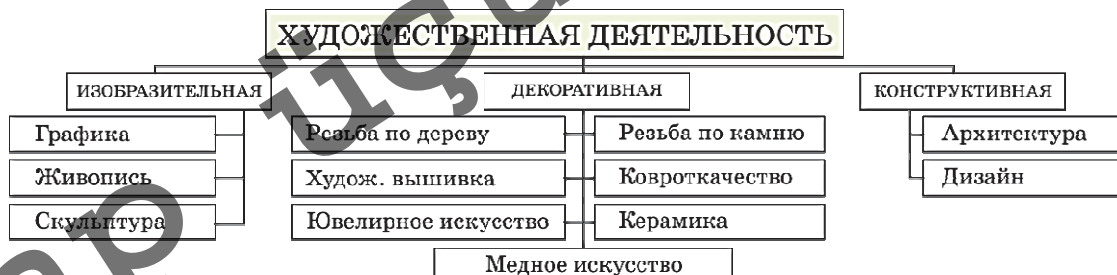 ХУДОЖЕСТВЕННАЯ ДЕЯТЕЛЬНОСТЬ
ИЗОБРАЗИТЕЛЬНАЯ
ДЕКОРАТИВНАЯ
КОНСТРУКТИВНАЯ
Графика
Живопись
Скульптура
Резьба по дереву
Худож. вышивка
Ювелирное искусство
Резьба по камню
Ковроткачество
Керамика
Медное искусство
Архитектура
Дизайн
üçün